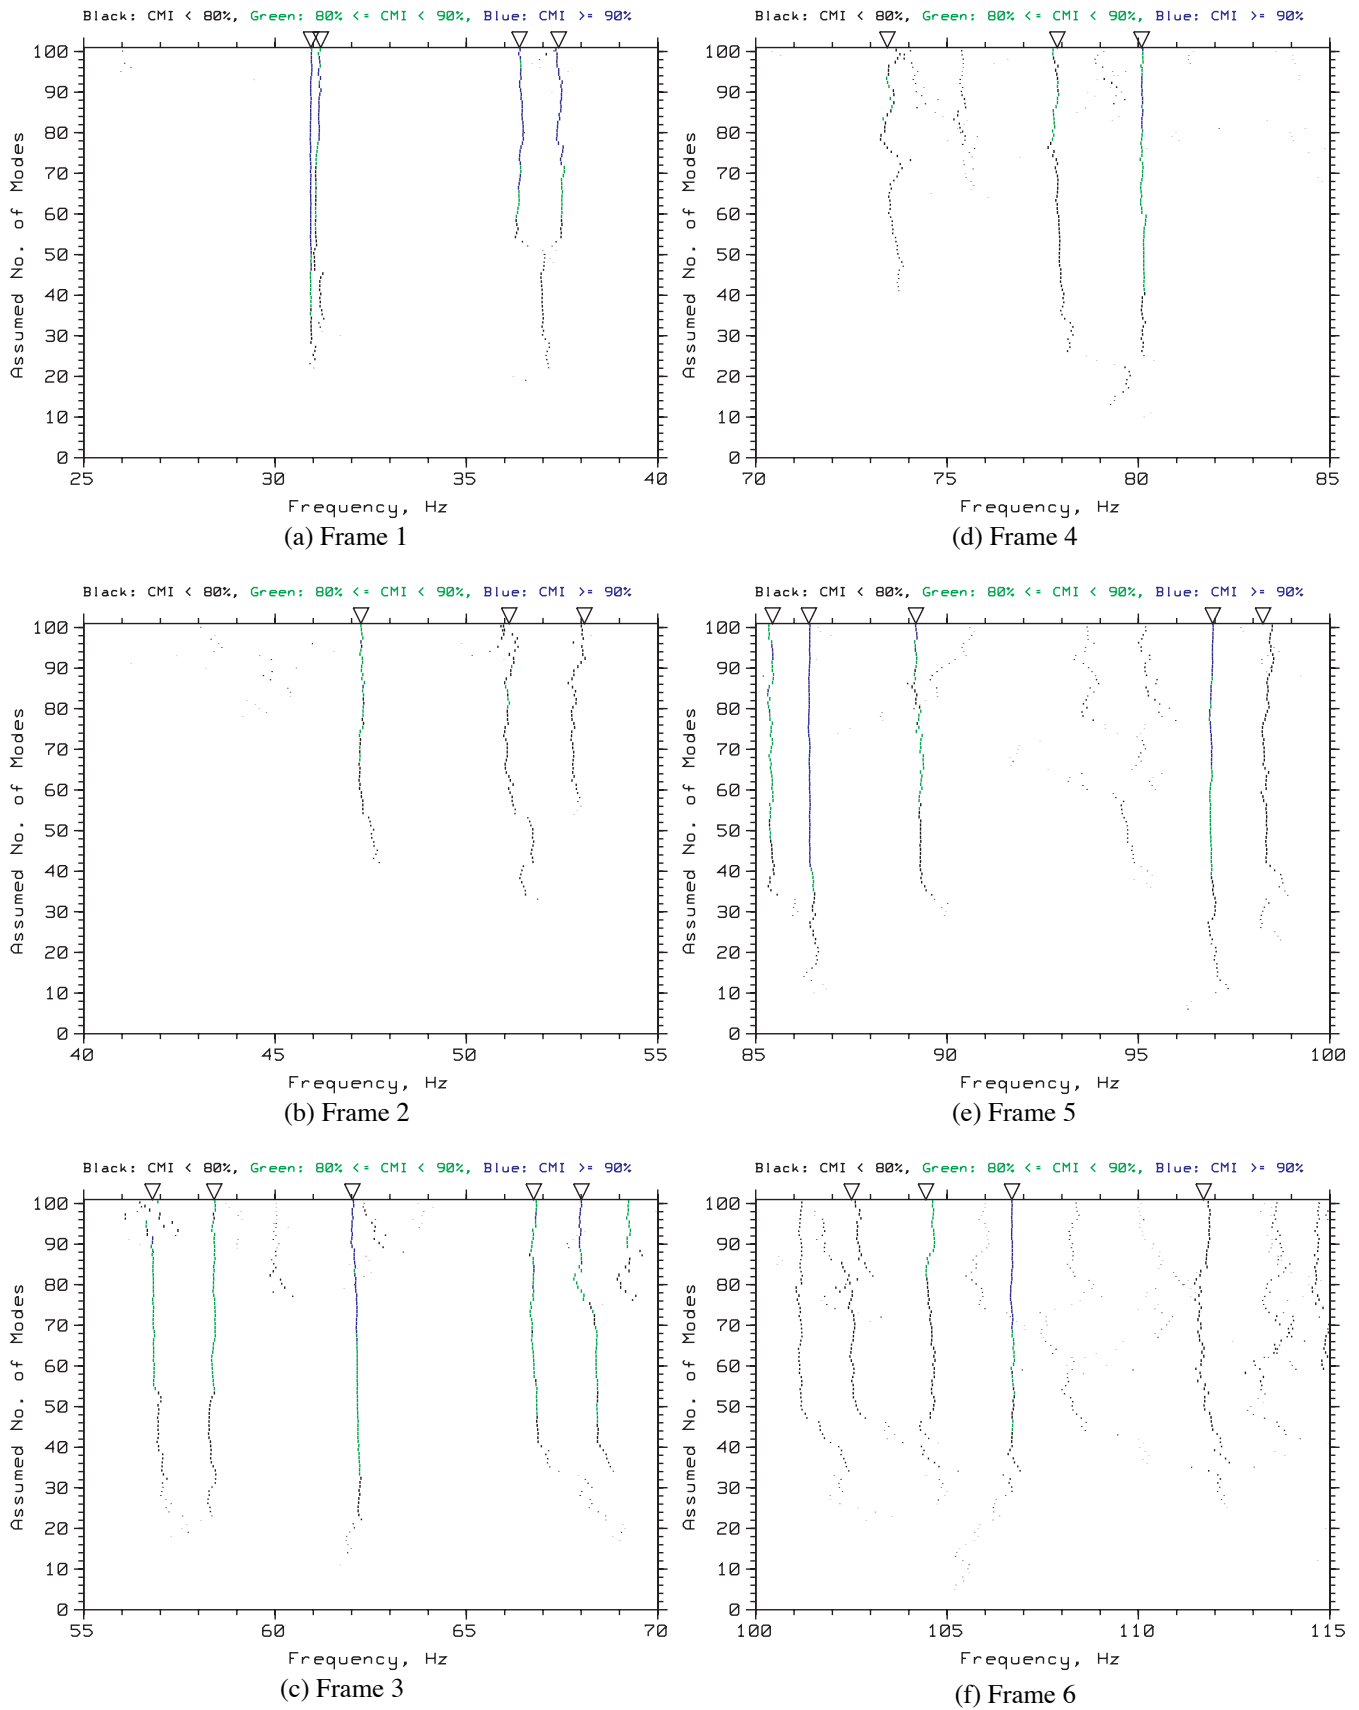 Black: CMI < 80%, Green: 80% <= CMI < 90%, Blue: CMI >= 90%
100
90
80
70
60
50
40
30
20
10
0
Assumed No. of Modes
25 30 35 40
Frequency, Hz
(a) Frame 1
Black: CMI < 80%, Green: 80% <= CMI < 90%, Blue: CMI >= 90%
100
90
80
70
60
50
40
30
20
10
0
Assumed No. of Modes
70 75 80 85
Frequency, Hz
(d) Frame 4
Black: CMI < 80%, Green: 80% <= CMI < 90%, Blue: CMI >= 90%
100
90
80
70
60
50
40
30
20
10
0
Assumed No. of Modes
40 45 50 55
Frequency, Hz
(b) Frame 2
Black: CMI < 80%, Green: 80% <= CMI < 90%, Blue: CMI >= 90%
100
90
80
70
60
50
40
30
20
10
0
Assumed No. of Modes
85 90 95 100
Frequency, Hz
(e) Frame 5
Black: CMI < 80%, Green: 80% <= CMI < 90%, Blue: CMI >= 90%
100
90
80
70
60
50
40
30
20
10
0
Assumed No. of Modes
55 60 65 70
Frequency, Hz
(c) Frame 3
Black: CMI < 80%, Green: 80% <= CMI < 90%, Blue: CMI >= 90%
100
90
80
70
60
50
40
30
20
10
0
Assumed No. of Modes
100 105 110 115
Frequency, Hz
(f) Frame 6